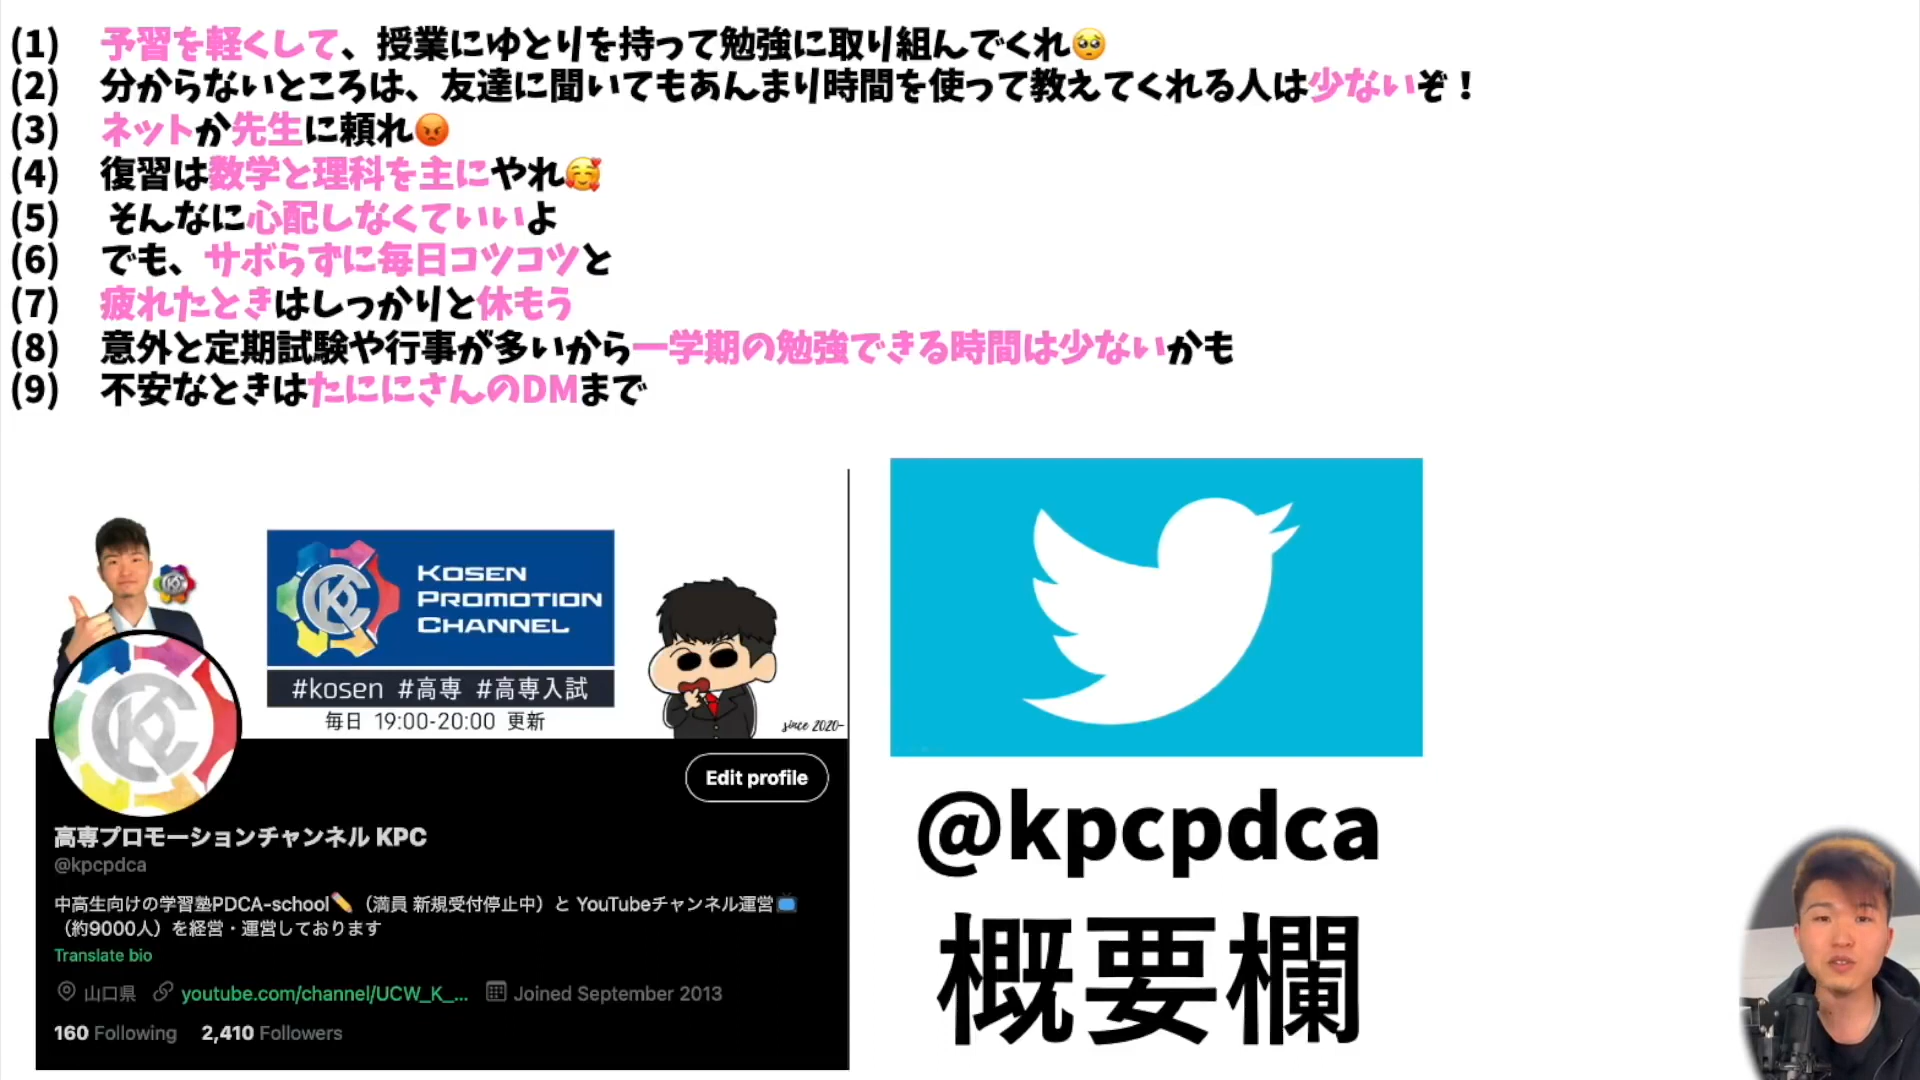 (1) 予習を軽くして、授業にゆとりを持って勉強に取り組んでくれ🥺
(2) 分からないところは、友達に聞いてもあんまり時間を使って教えてくれる人は少ないぞ！
(3) ネットか先生に頼れ😡
(4) 復習は数学と理科を主にやれ🥰
(5) そんなに心配しなくていいよ
(6) でも、サボらずに毎日コツコツと
(7) 疲れたときはしっかりと休もう
(8) 意外と定期試験や行事が多いから一学期の勉強できる時間は少ないかも
(9) 不安なときはたににさんのDMまで
KPC
KOSEN
PROMOTION
CHANNEL
#kosen #高専 #高専入試
毎日 19:00-20:00 更新
since 2020-
KPC
Edit profile
高専プロモーションチャンネル KPC
@kpcpdca
中高生向けの学習塾PDCA-school✏️（満員 新規受付停止中）と YouTubeチャンネル運営📺
（約9000人）を経営・運営しております
Translate bio
山口県 youtube.com/channel/UCW_K_... Joined September 2013
160 Following 2,410 Followers
@kpcpdca
概要欄